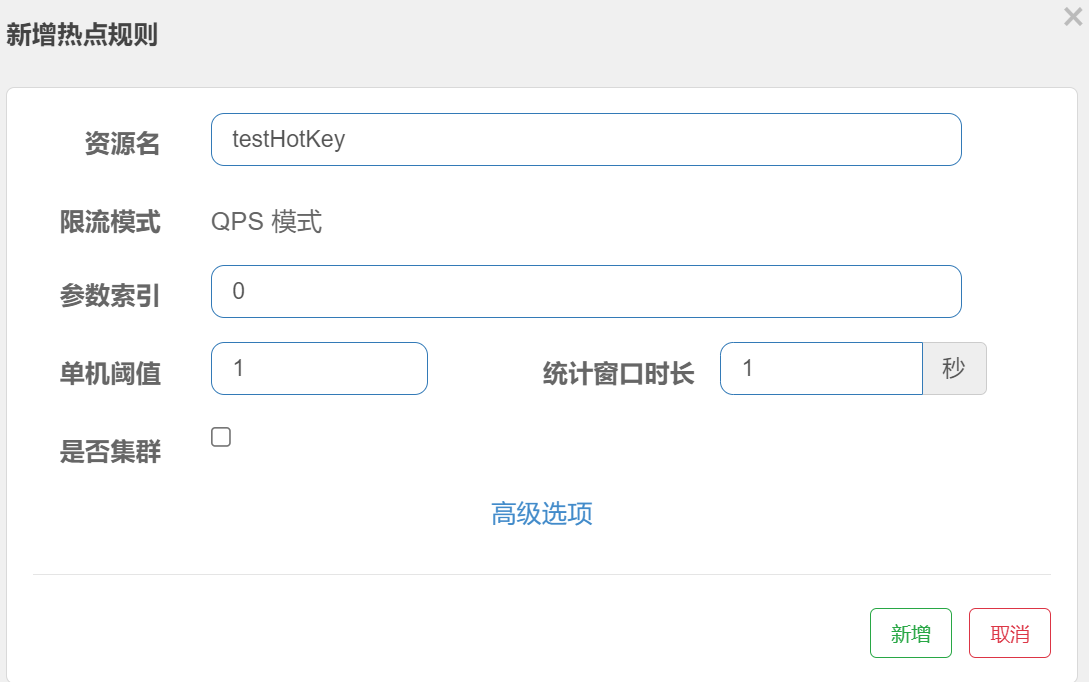 新增热点规则
资源名 testHotKey
限流模式 QPS 模式
参数索引 0
单机阈值 1 统计窗口时长 1 秒
是否集群
高级选项
新增 取消